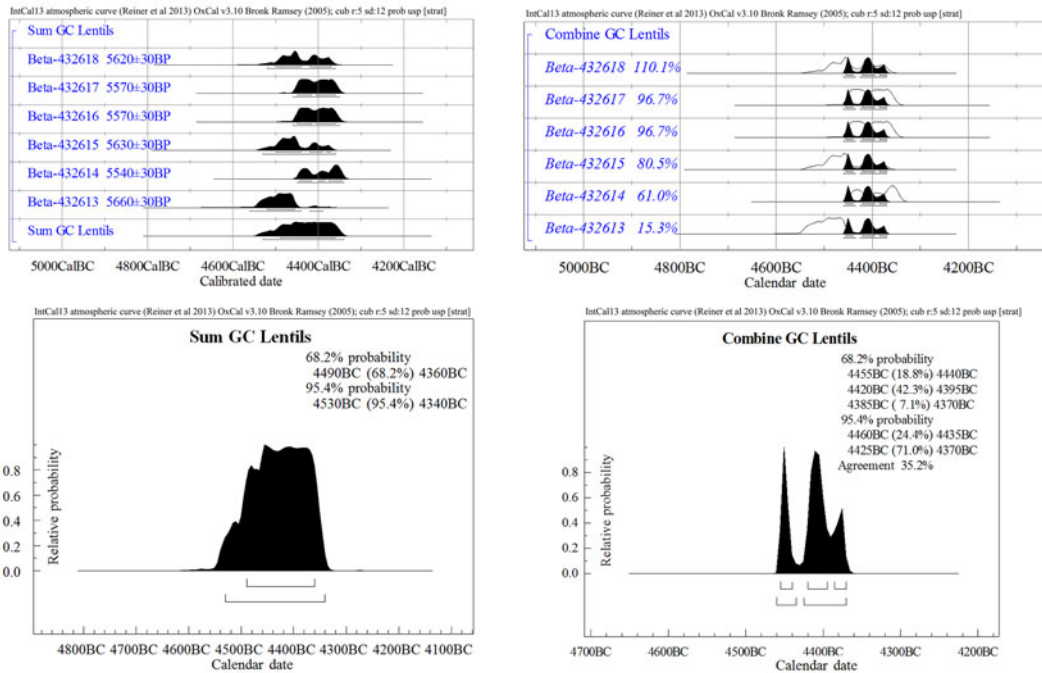 IntCal13 atmospheric curve (Reiner et al 2013) OxCal v3.10 Bronk Ramsey (2005); cub r:5 sd:12 prob usp [strat]
Sum GC Lentils
Beta-432618 5620±30BP
Beta-432617 5570±30BP
Beta-432616 5570±30BP
Beta-432615 5630±30BP
Beta-432614 5540±30BP
Beta-432613 5660±30BP
Sum GC Lentils
5000CalBC 4800CalBC 4600CalBC 4400CalBC 4200CalBC
Calibrated date
IntCal13 atmospheric curve (Reiner et al 2013) OxCal v3.10 Bronk Ramsey (2005); cub r:5 sd:12 prob usp [strat]
Combine GC Lentils
Beta-432618 110.1%
Beta-432617 96.7%
Beta-432616 96.7%
Beta-432615 80.5%
Beta-432614 61.0%
Beta-432613 15.3%
5000BC 4800BC 4600BC 4400BC 4200BC
Calendar date
IntCal13 atmospheric curve (Reiner et al 2013) OxCal v3.10 Bronk Ramsey (2005); cub r:5 sd:12 prob usp [strat]
Sum GC Lentils
68.2% probability
4490BC (68.2%) 4360BC
95.4% probability
4530BC (95.4%) 4340BC
Relative probability
0.8
0.6
0.4
0.2
0.0
4800BC 4700BC 4600BC 4500BC 4400BC 4300BC 4200BC 4100BC
Calendar date
IntCal13 atmospheric curve (Reiner et al 2013) OxCal v3.10 Bronk Ramsey (2005); cub r:5 sd:12 prob usp [strat]
Combine GC Lentils
68.2% probability
4455BC (18.8%) 4440BC
4420BC (42.3%) 4395BC
4385BC ( 7.1%) 4370BC
95.4% probability
4460BC (24.4%) 4435BC
4425BC (71.0%) 4370BC
Agreement 35.2%
Relative probability
0.8
0.6
0.4
0.2
0.0
4700BC 4600BC 4500BC 4400BC 4300BC 4200BC
Calendar date